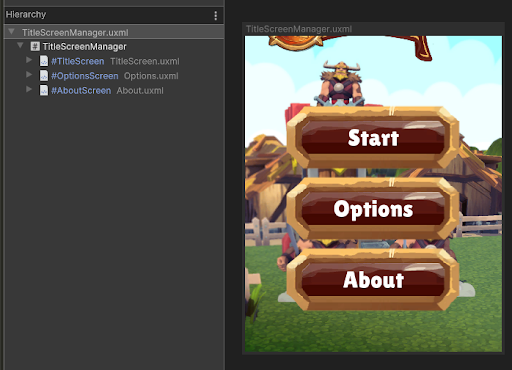 Hierarchy
TitleScreenManager.uxml
TitleScreenManager
#TitleScreen TitleScreen.uxml
#OptionsScreen Options.uxml
#AboutScreen About.uxml
TitleScreenManager.uxml
Start
Options
About